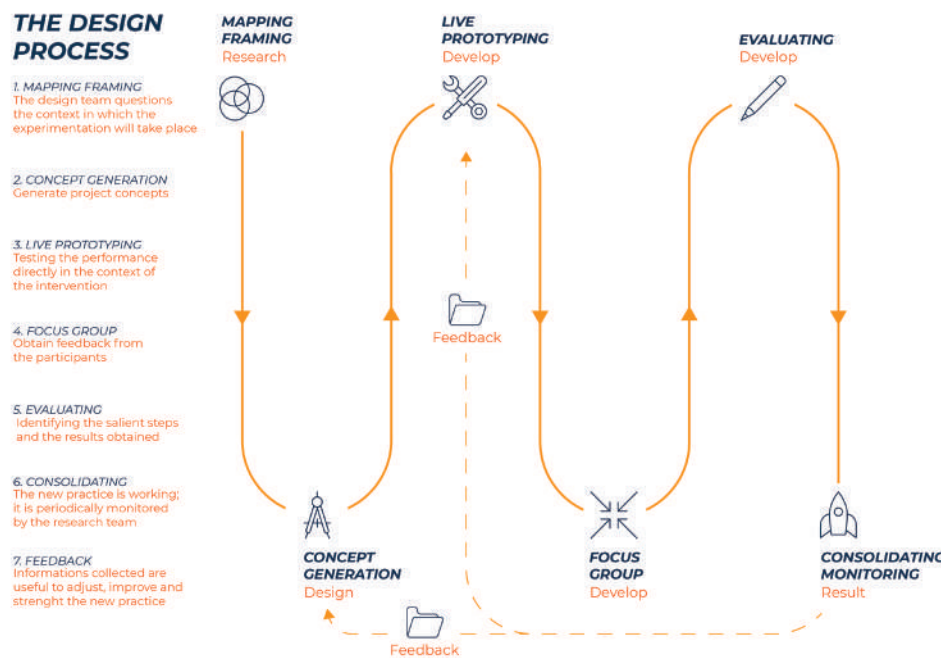 THE DESIGN
PROCESS
1. MAPPING FRAMING
The design team questions
the context in which the
experimentation will take place
2. CONCEPT GENERATION
Generate project concepts
3. LIVE PROTOTYPING
Testing the performance
directly in the context of
the intervention
4. FOCUS GROUP
Obtain feedback from
the participants
5. EVALUATING
Identifying the salient steps
and the results obtained
6. CONSOLIDATING
The new practice is working;
it is periodically monitored
by the research team
7. FEEDBACK
Informations collected are
useful to adjust, improve and
strenght the new practice
MAPPING
FRAMING
Research
LIVE
PROTOTYPING
Develop
EVALUATING
Develop
Feedback
CONCEPT
GENERATION
Design
FOCUS
GROUP
Develop
CONSOLIDATING
MONITORING
Result
Feedback